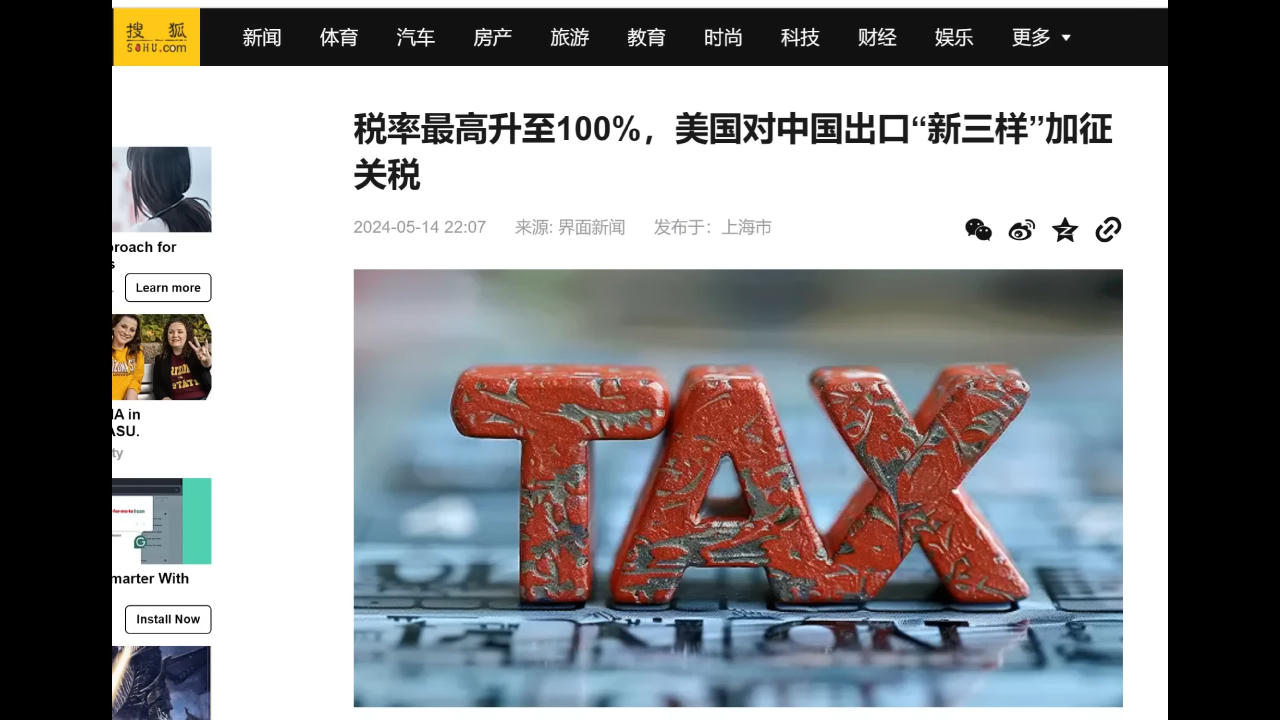 搜 狐
SOHU.com
新闻 体育 汽车 房产 旅游 教育 时尚 科技 财经 娱乐 更多
税率最高升至100%，美国对中国出口“新三样”加征
关税
2024-05-14 22:07 来源: 界面新闻 发布于：上海市
TAX
roach for
s
Learn more
IA in
ASU.
ty
marter With
Install Now